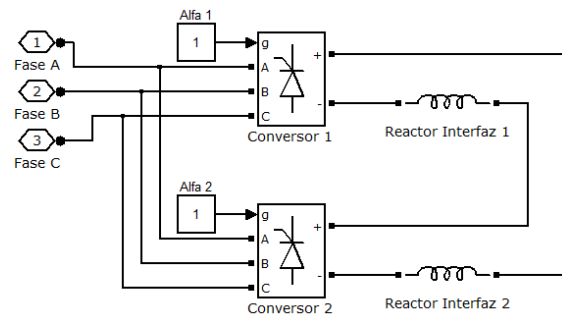 Alfa 1
1
1
Fase A
2
Fase B
3
Fase C
g
A
B
C
+
-
Conversor 1
Reactor Interfaz 1
Alfa 2
1
g
A
B
C
+
-
Conversor 2
Reactor Interfaz 2